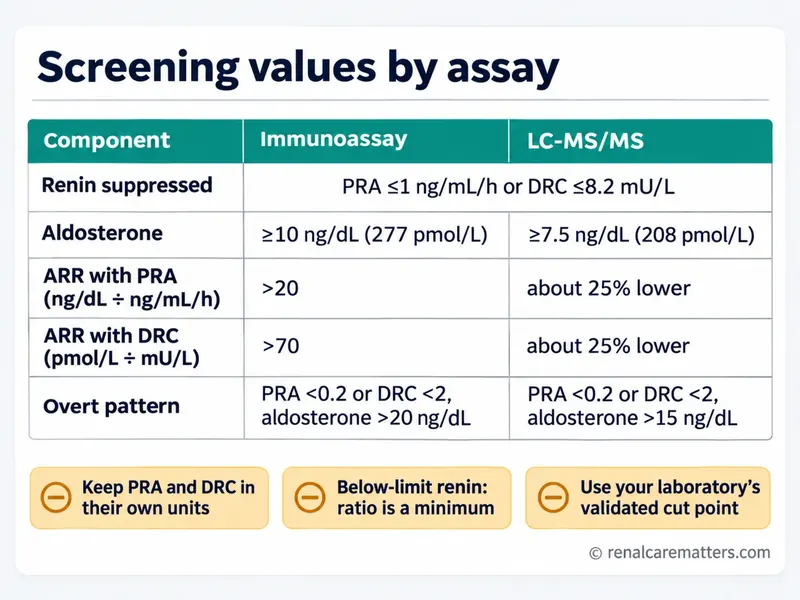 Screening values by assay
Component Immunoassay LC-MS/MS
Renin suppressed PRA ≤1 ng/mL/h or DRC ≤8.2 mU/L
Aldosterone ≥10 ng/dL (277 pmol/L) ≥7.5 ng/dL (208 pmol/L)
ARR with PRA
(ng/dL ÷ ng/mL/h)
>20
about 25% lower
ARR with DRC
(pmol/L ÷ mU/L)
>70
about 25% lower
Overt pattern
PRA <0.2 or DRC <2,
aldosterone >20 ng/dL
PRA <0.2 or DRC <2,
aldosterone >15 ng/dL
Keep PRA and DRC in
their own units
Below-limit renin:
ratio is a minimum
Use your laboratory's
validated cut point
© renalcarematters.com